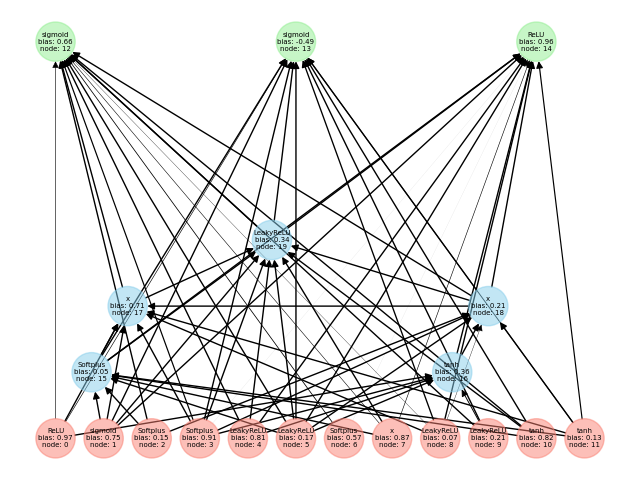 sigmoid
bias: 0.66
node: 12
sigmoid
bias: -0.49
node: 13
ReLU
bias: 0.96
node: 14
LeakyReLU
bias: 0.34
node: 19
x
bias: 0.71
node: 17
x
bias: 0.21
node: 18
Softplus
bias: 0.05
node: 15
tanh
bias: 0.36
node: 16
ReLU
bias: 0.97
node: 0
sigmoid
bias: 0.75
node: 1
Softplus
bias: 0.15
node: 2
Softplus
bias: 0.91
node: 3
LeakyReLU
bias: 0.81
node: 4
LeakyReLU
bias: 0.17
node: 5
Softplus
bias: 0.57
node: 6
x
bias: 0.87
node: 7
LeakyReLU
bias: 0.07
node: 8
LeakyReLU
bias: 0.21
node: 9
tanh
bias: 0.82
node: 10
tanh
bias: 0.13
node: 11